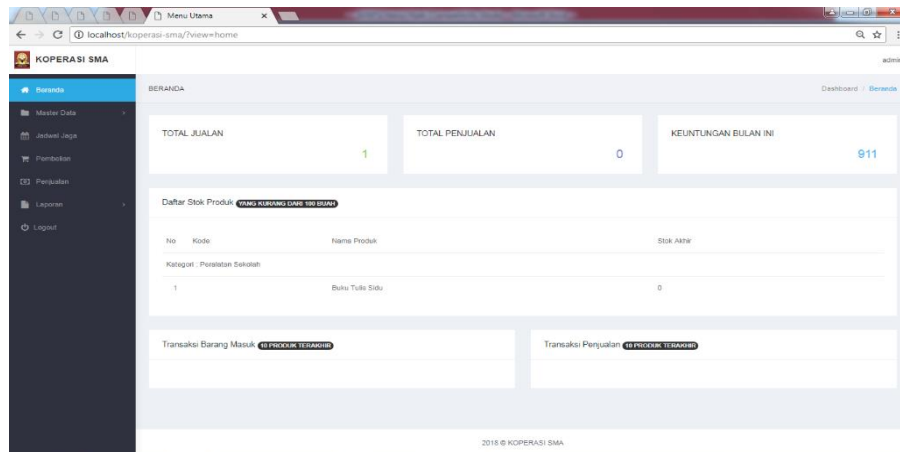 Menu Utama
localhost/koperasi-sma/?view=home
KOPERASI SMA
admin
Beranda
Master Data
Jadwal Jaga
Pembelian
Penjualan
Laporan
Logout
BERANDA
Dashboard / Beranda
TOTAL JUALAN
1
TOTAL PENJUALAN
0
KEUNTUNGAN BULAN INI
911
Daftar Stok Produk YANG KURANG DARI 100 BUAH
No Kode Nama Produk Stok Akhir
Kategori : Peralatan Sekolah
1 Buku Tulis Sidu 0
Transaksi Barang Masuk 10 PRODUK TERAKHIR
Transaksi Penjualan 10 PRODUK TERAKHIR
2018 © KOPERASI SMA